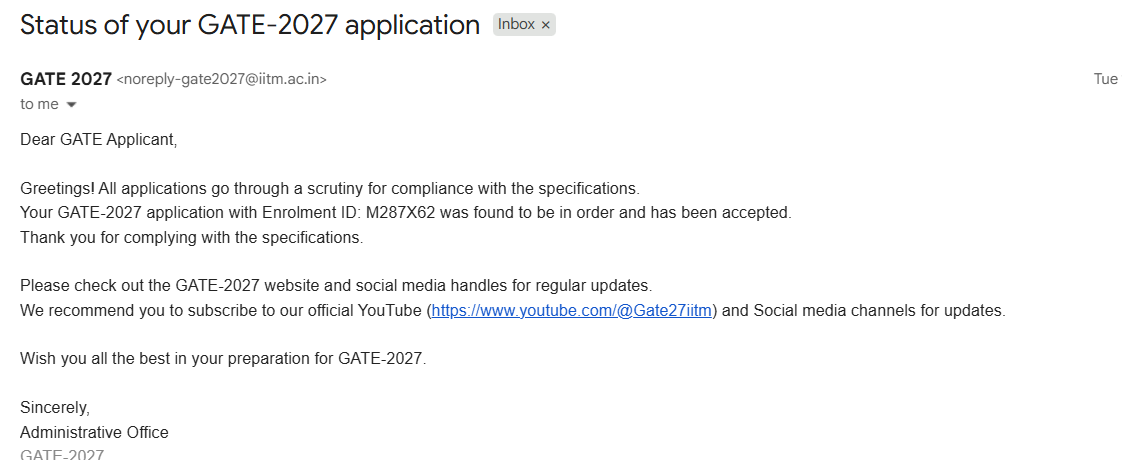 Status of your GATE-2027 application Inbox ×
GATE 2027 <noreply-gate2027@iitm.ac.in> Tue
to me
Dear GATE Applicant,
Greetings! All applications go through a scrutiny for compliance with the specifications.
Your GATE-2027 application with Enrolment ID: M287X62 was found to be in order and has been accepted.
Thank you for complying with the specifications.
Please check out the GATE-2027 website and social media handles for regular updates.
We recommend you to subscribe to our official YouTube (https://www.youtube.com/@Gate27iitm) and Social media channels for updates.
Wish you all the best in your preparation for GATE-2027.
Sincerely,
Administrative Office
GATE-2027